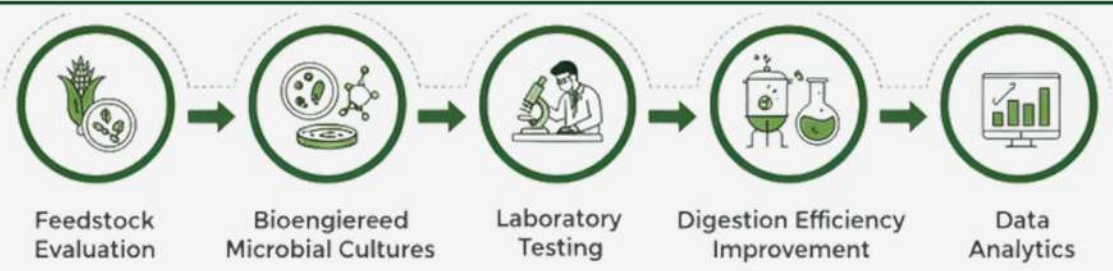 Feedstock
Evaluation
Bioengiereed
Microbial Cultures
Laboratory
Testing
Digestion Efficiency
Improvement
Data
Analytics